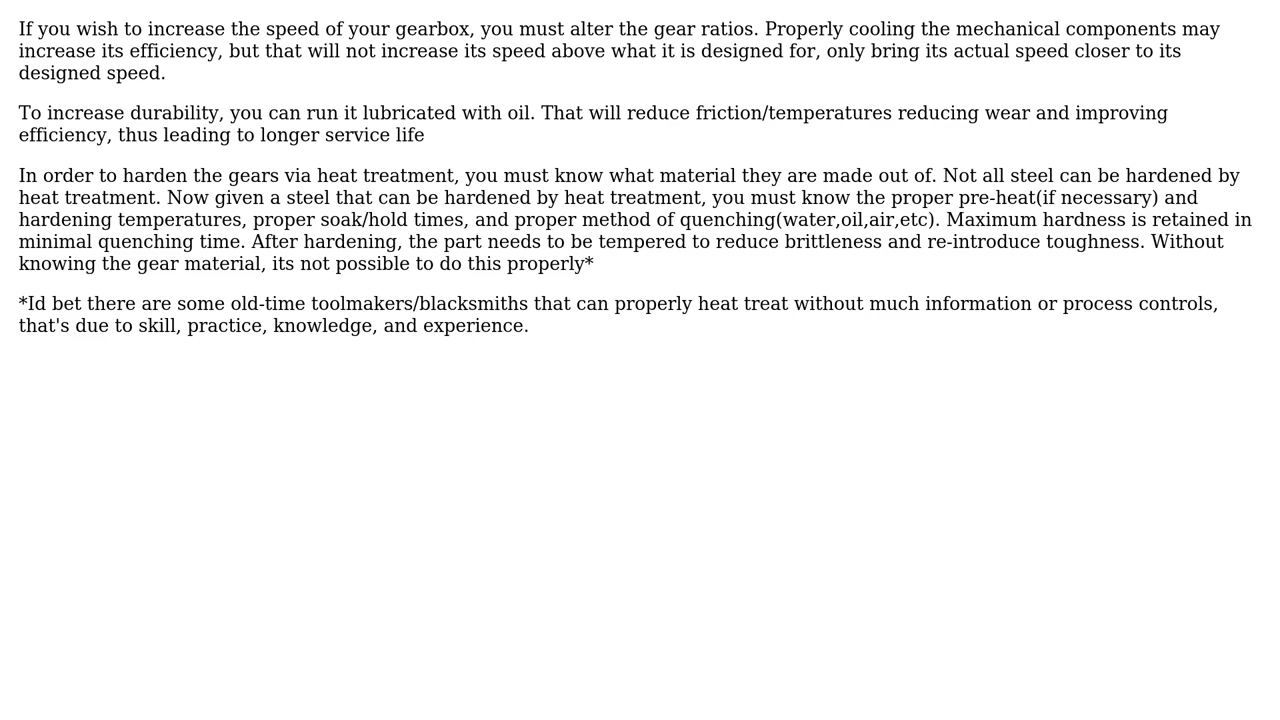 If you wish to increase the speed of your gearbox, you must alter the gear ratios. Properly cooling the mechanical components may
increase its efficiency, but that will not increase its speed above what it is designed for, only bring its actual speed closer to its
designed speed.
To increase durability, you can run it lubricated with oil. That will reduce friction/temperatures reducing wear and improving
efficiency, thus leading to longer service life
In order to harden the gears via heat treatment, you must know what material they are made out of. Not all steel can be hardened by
heat treatment. Now given a steel that can be hardened by heat treatment, you must know the proper pre-heat(if necessary) and
hardening temperatures, proper soak/hold times, and proper method of quenching(water,oil,air,etc). Maximum hardness is retained in
minimal quenching time. After hardening, the part needs to be tempered to reduce brittleness and re-introduce toughness. Without
knowing the gear material, its not possible to do this properly*
*Id bet there are some old-time toolmakers/blacksmiths that can properly heat treat without much information or process controls,
that's due to skill, practice, knowledge, and experience.